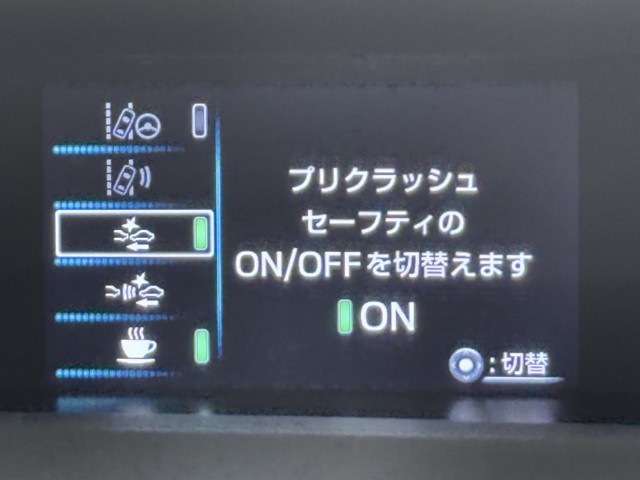 プリクラッシュ
セーフティの
ON/OFFを切替えます
ON
:切替